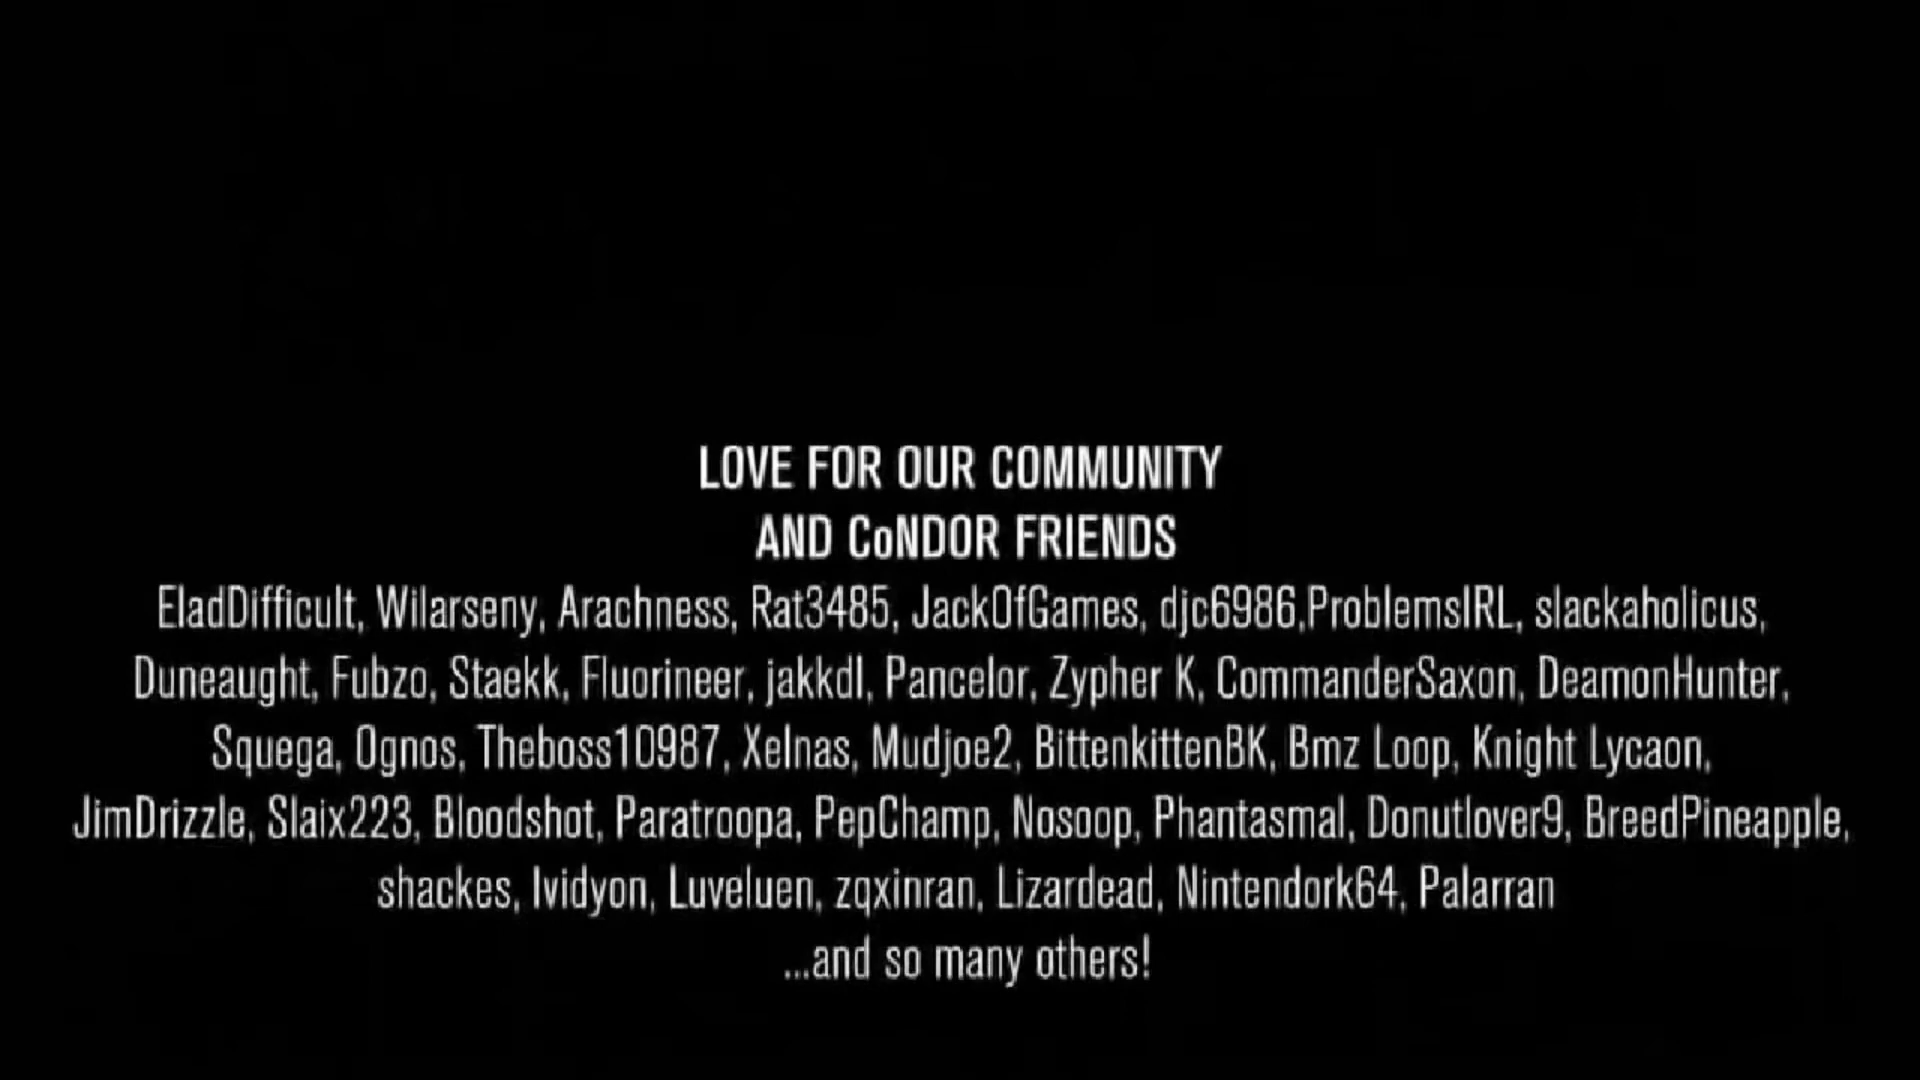 LOVE FOR OUR COMMUNITY
AND CoNDOR FRIENDS
EladDifficult, Wilarseny, Arachness, Rat3485, JackOfGames, djc6986,ProblemsIRL, slackaholicus,
Duneaught, Fubzo, Staekk, Fluorineer, jakkdl, Pancelor, Zypher K, CommanderSaxon, DeamonHunter,
Squega, Ognos, Theboss10987, Xelnas, Mudjoe2, BittenkittenBK, Bmz Loop, Knight Lycaon,
JimDrizzle, Slaix223, Bloodshot, Paratroopa, PepChamp, Nosoop, Phantasmal, Donutlover9, BreedPineapple,
shackes, Ividyon, Luveluen, zqxinran, Lizardead, Nintendork64, Palarran
...and so many others!